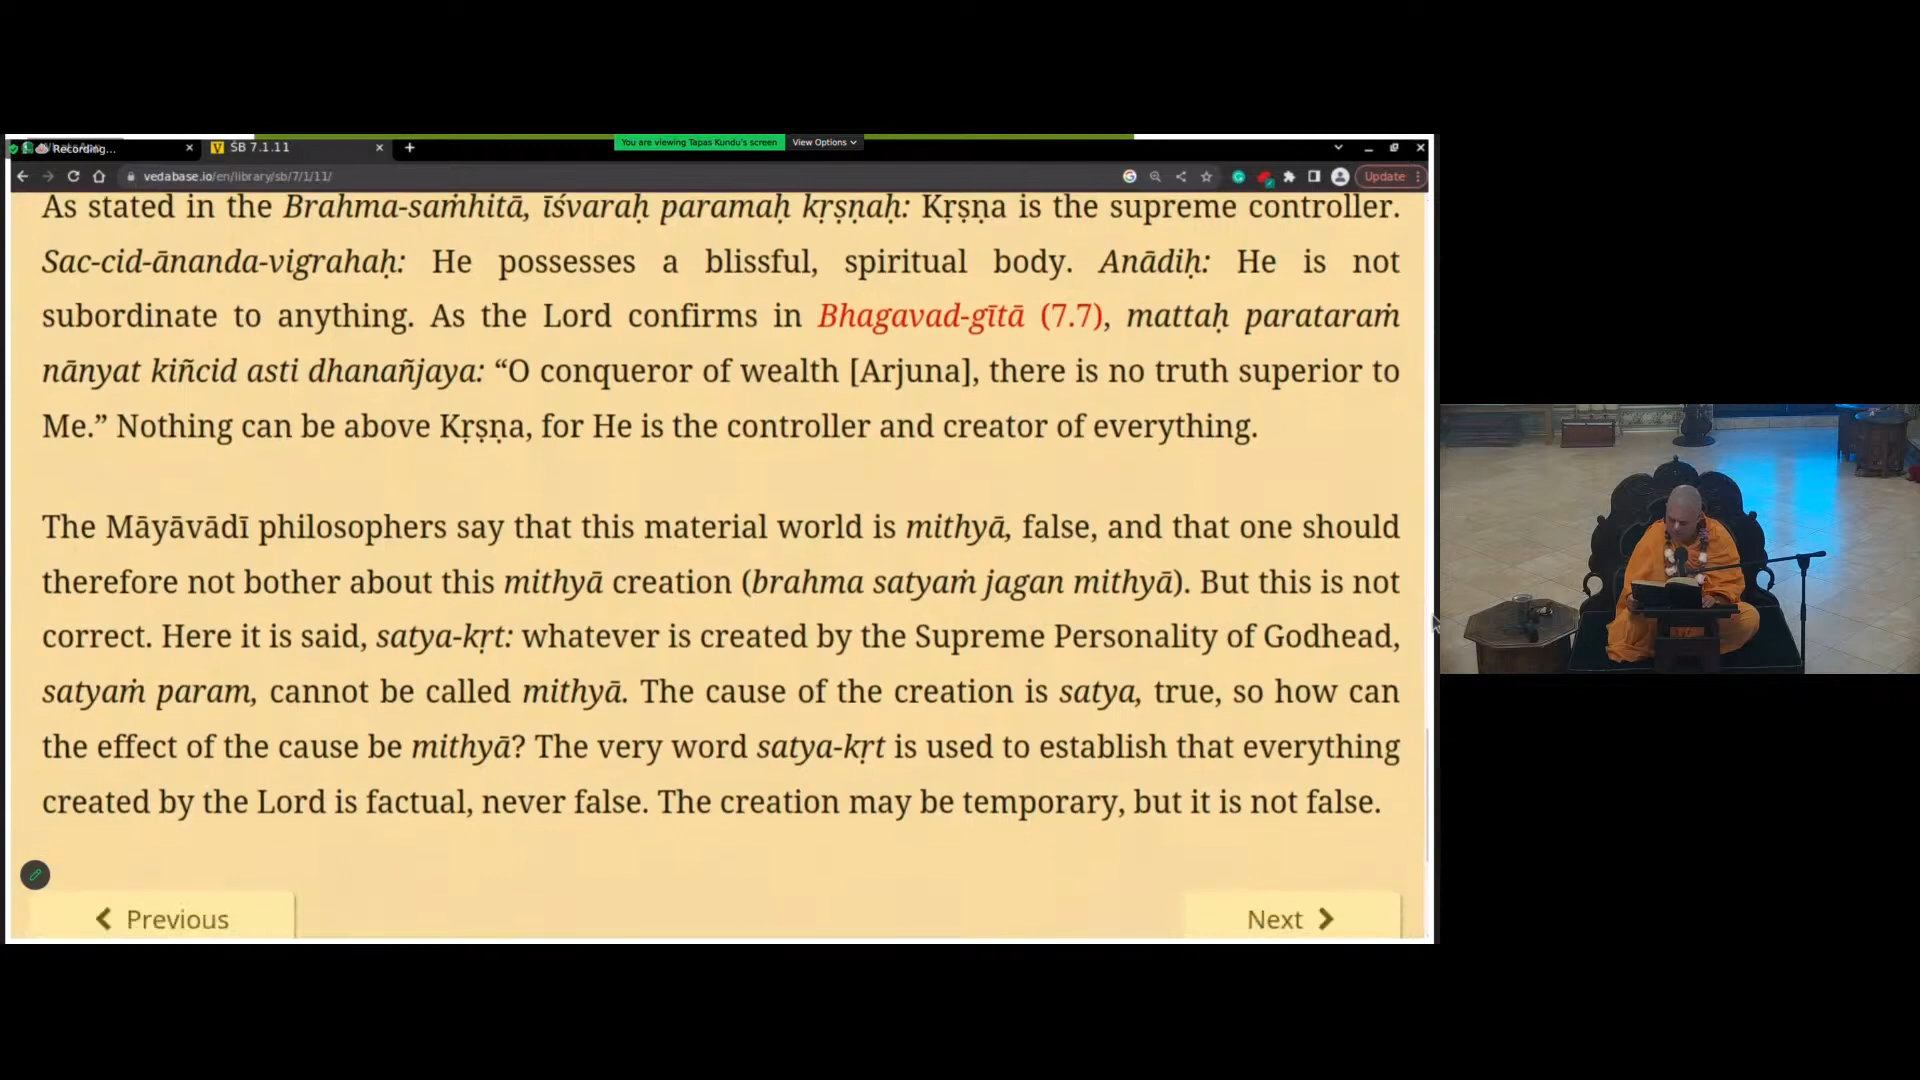 You are viewing Tapas Kundu's screen View Options
Recording...
ŚB 7.1.11
vedabase.io/en/library/sb/7/1/11/
Update
As stated in the Brahma-saṁhitā, īśvaraḥ paramaḥ kṛṣṇaḥ: Kṛṣṇa is the supreme controller.
Sac-cid-ānanda-vigrahaḥ: He possesses a blissful, spiritual body. Anādiḥ: He is not
subordinate to anything. As the Lord confirms in Bhagavad-gītā (7.7), mattaḥ parataraṁ
nānyat kiñcid asti dhanañjaya: “O conqueror of wealth [Arjuna], there is no truth superior to
Me.” Nothing can be above Kṛṣṇa, for He is the controller and creator of everything.
The Māyāvādī philosophers say that this material world is mithyā, false, and that one should
therefore not bother about this mithyā creation (brahma satyaṁ jagan mithyā). But this is not
correct. Here it is said, satya-kṛt: whatever is created by the Supreme Personality of Godhead,
satyaṁ param, cannot be called mithyā. The cause of the creation is satya, true, so how can
the effect of the cause be mithyā? The very word satya-kṛt is used to establish that everything
created by the Lord is factual, never false. The creation may be temporary, but it is not false.
Previous
Next